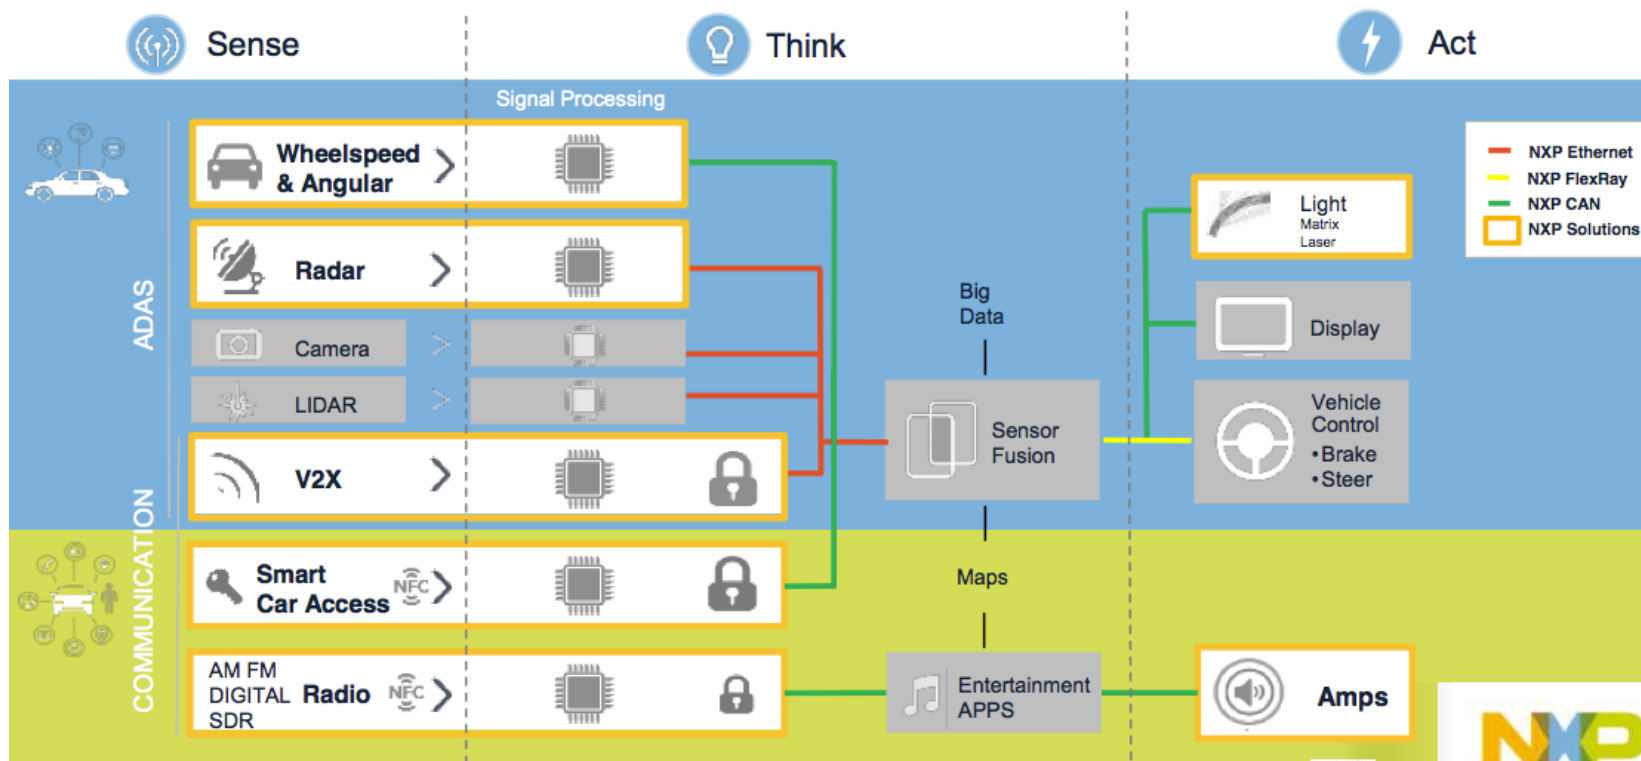 Sense
Think
Act
Signal Processing
ADAS
COMMUNICATION
Wheelspeed
& Angular
Radar
Camera
LIDAR
V2X
Smart
Car Access
NFC
AM FM
DIGITAL Radio
SDR
NFC
Big
Data
Sensor
Fusion
Maps
Entertainment
APPS
Light
Matrix
Laser
Display
Vehicle
Control
•Brake
•Steer
Amps
NXP Ethernet
NXP FlexRay
NXP CAN
NXP Solutions
NXP